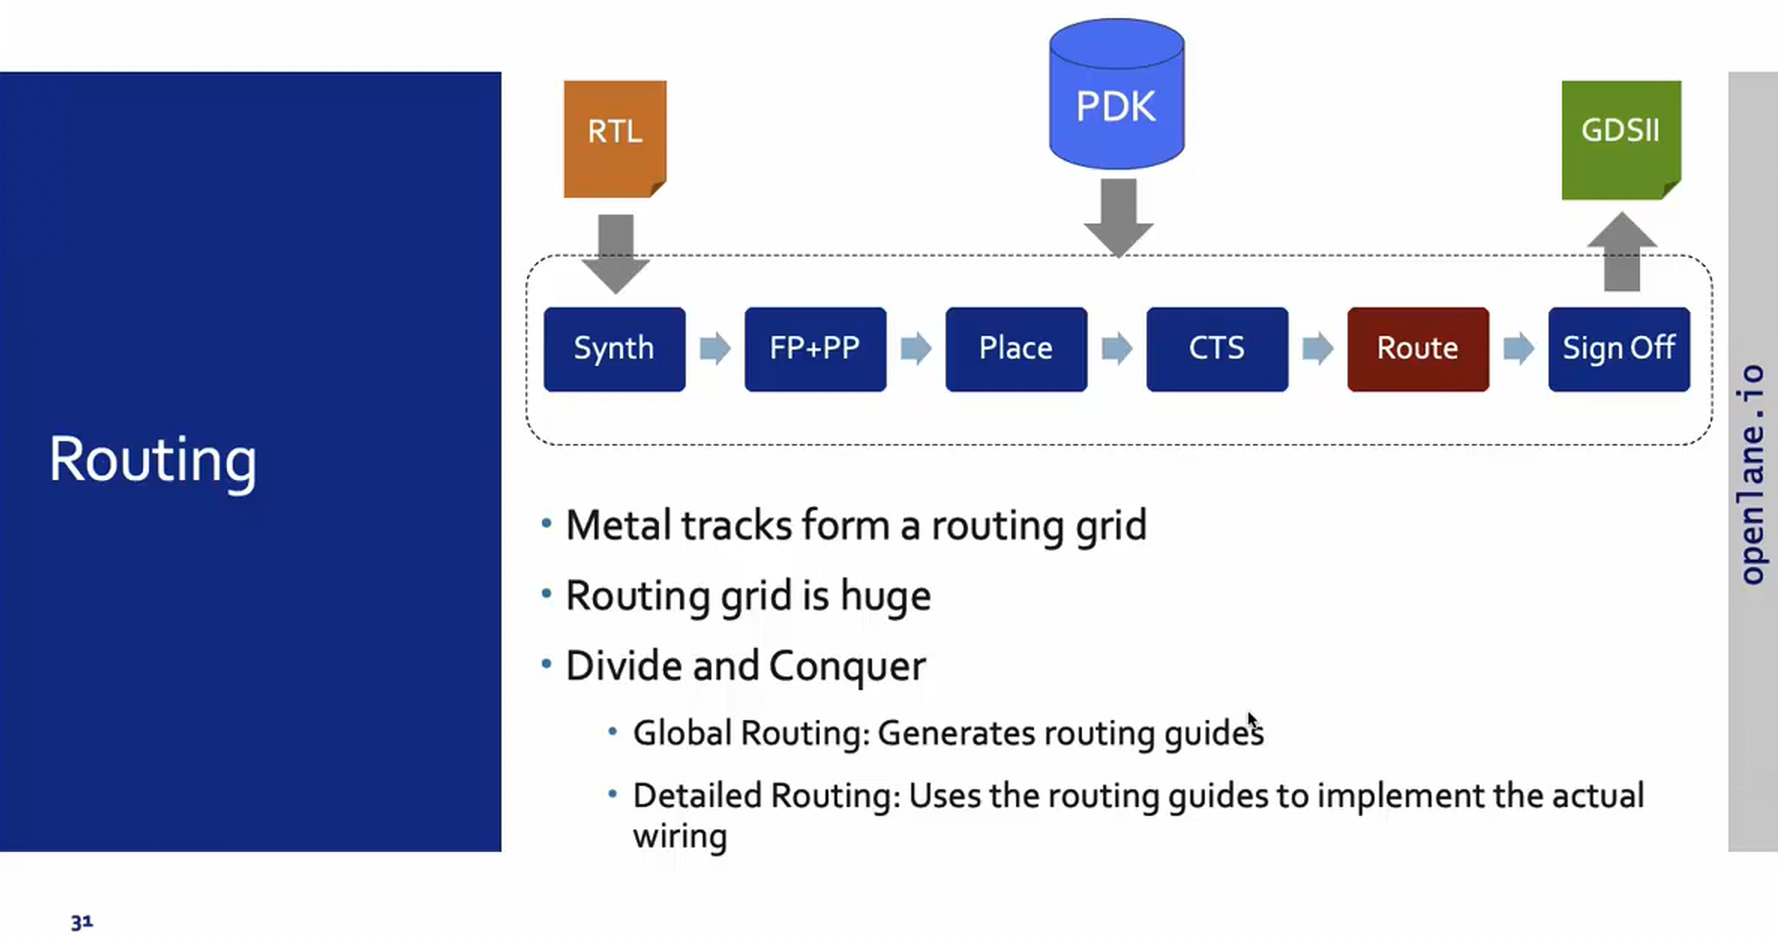 PDK
RTL
GDSII
Synth
FP+PP
Place
CTS
Route
Sign Off
Routing
• Metal tracks form a routing grid
• Routing grid is huge
• Divide and Conquer
• Global Routing: Generates routing guides
• Detailed Routing: Uses the routing guides to implement the actual
wiring
openlane.io
31